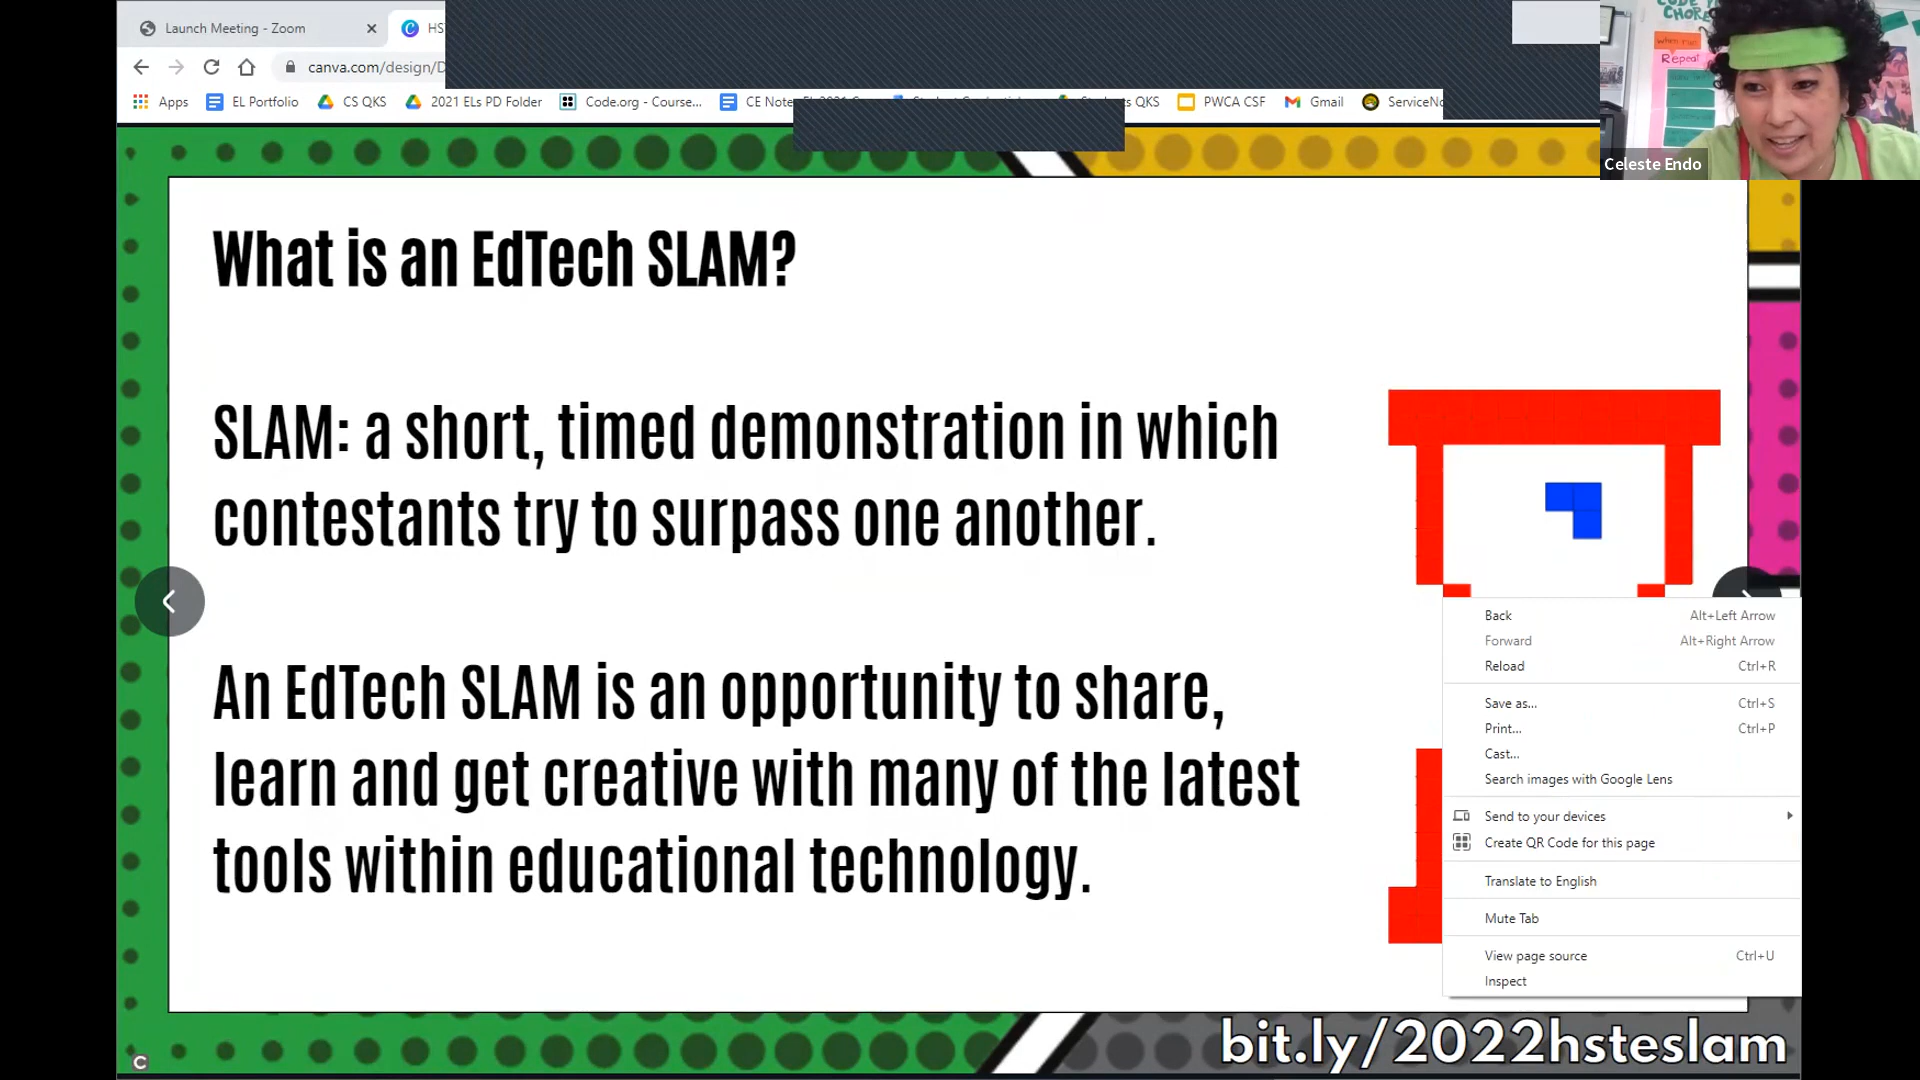 Launch Meeting - Zoom
HS
canva.com/design/D
Apps
EL Portfolio
CS QKS
2021 ELs PD Folder
Code.org - Course...
CE Note
QKS
PWCA CSF
Gmail
ServiceNo
CHORE
Repeat
Celeste Endo
What is an EdTech SLAM?
SLAM: a short, timed demonstration in which
contestants try to surpass one another.
An EdTech SLAM is an opportunity to share,
learn and get creative with many of the latest
tools within educational technology.
Back Alt+Left Arrow
Forward Alt+Right Arrow
Reload Ctrl+R
Save as... Ctrl+S
Print... Ctrl+P
Cast...
Search images with Google Lens
Send to your devices
Create QR Code for this page
Translate to English
Mute Tab
View page source Ctrl+U
Inspect
bit.ly/2022hsteslam